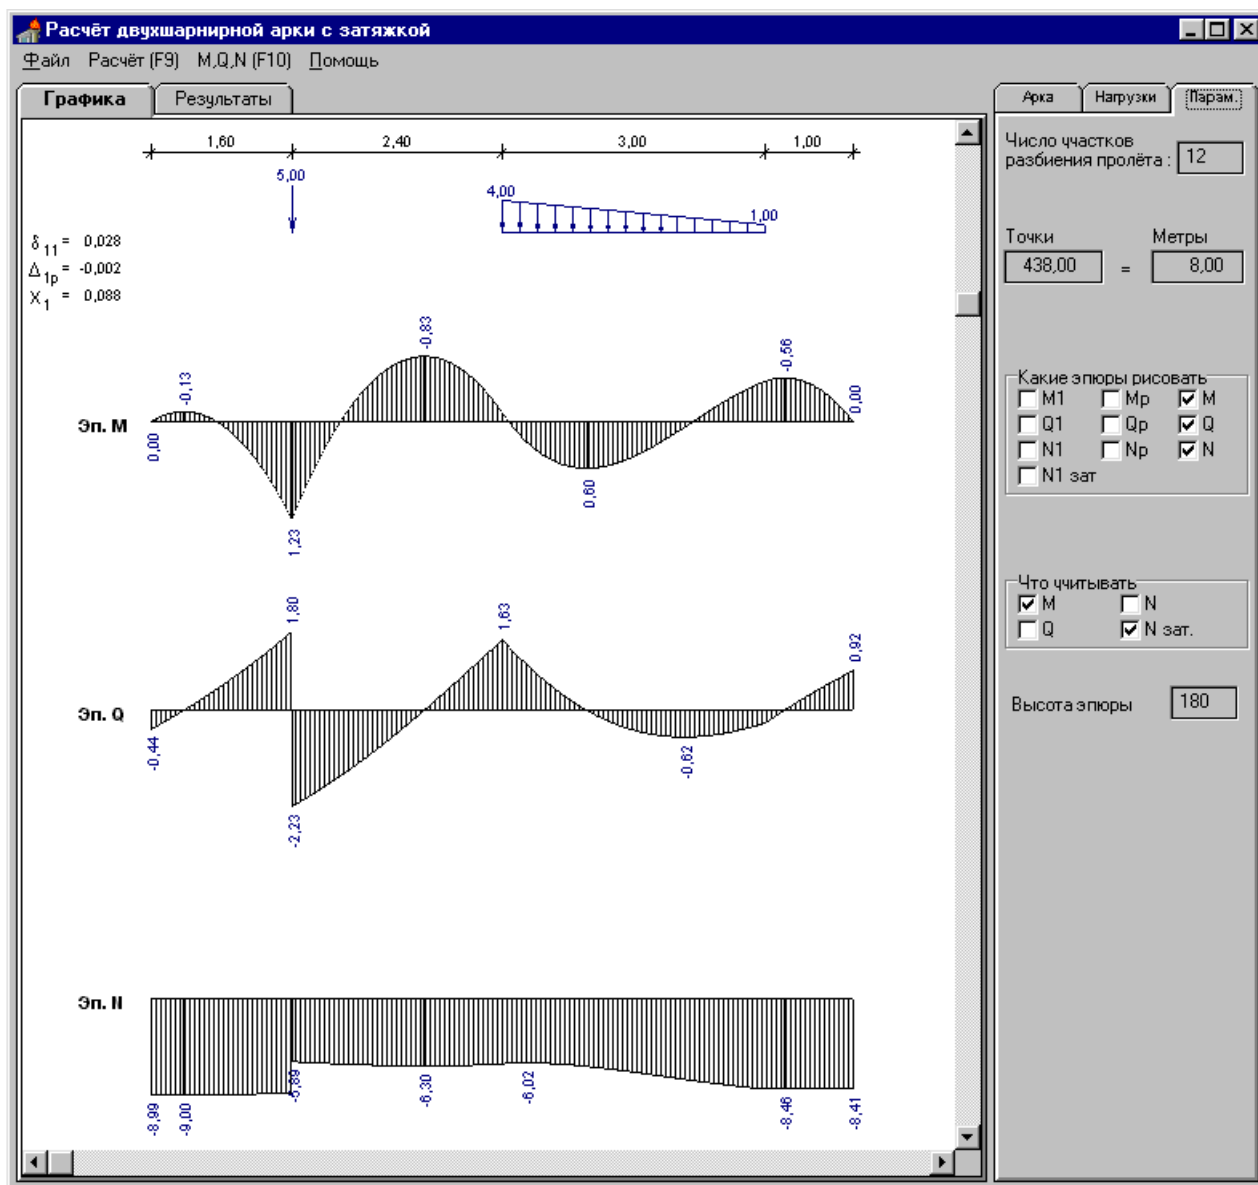 Расчёт двухшарнирной арки с затяжкой
Файл Расчёт (F9) M,Q,N (F10) Помощь
Графика Результаты
1,60 2,40 3,00 1,00
5,00
4,00
1,00
δ11 = 0,028
Δ1p = -0,002
X1 = 0,088
Эп. M
0,00
-0,13
1,23
-0,83
0,60
-0,56
0,00
Эп. Q
-0,44
1,80
-2,23
1,63
-0,62
0,92
Эп. N
-8,99
-9,00
-5,89
-6,30
-6,02
-8,46
-8,41
Арка Нагрузки Парам.
Число участков
разбиения пролёта : 12
Точки Метры
438,00 = 8,00
Какие эпюры рисовать
M1 Mp M
Q1 Qp Q
N1 Np N
N1 зат
Что учитывать
M N
Q N зат.
Высота эпюры 180